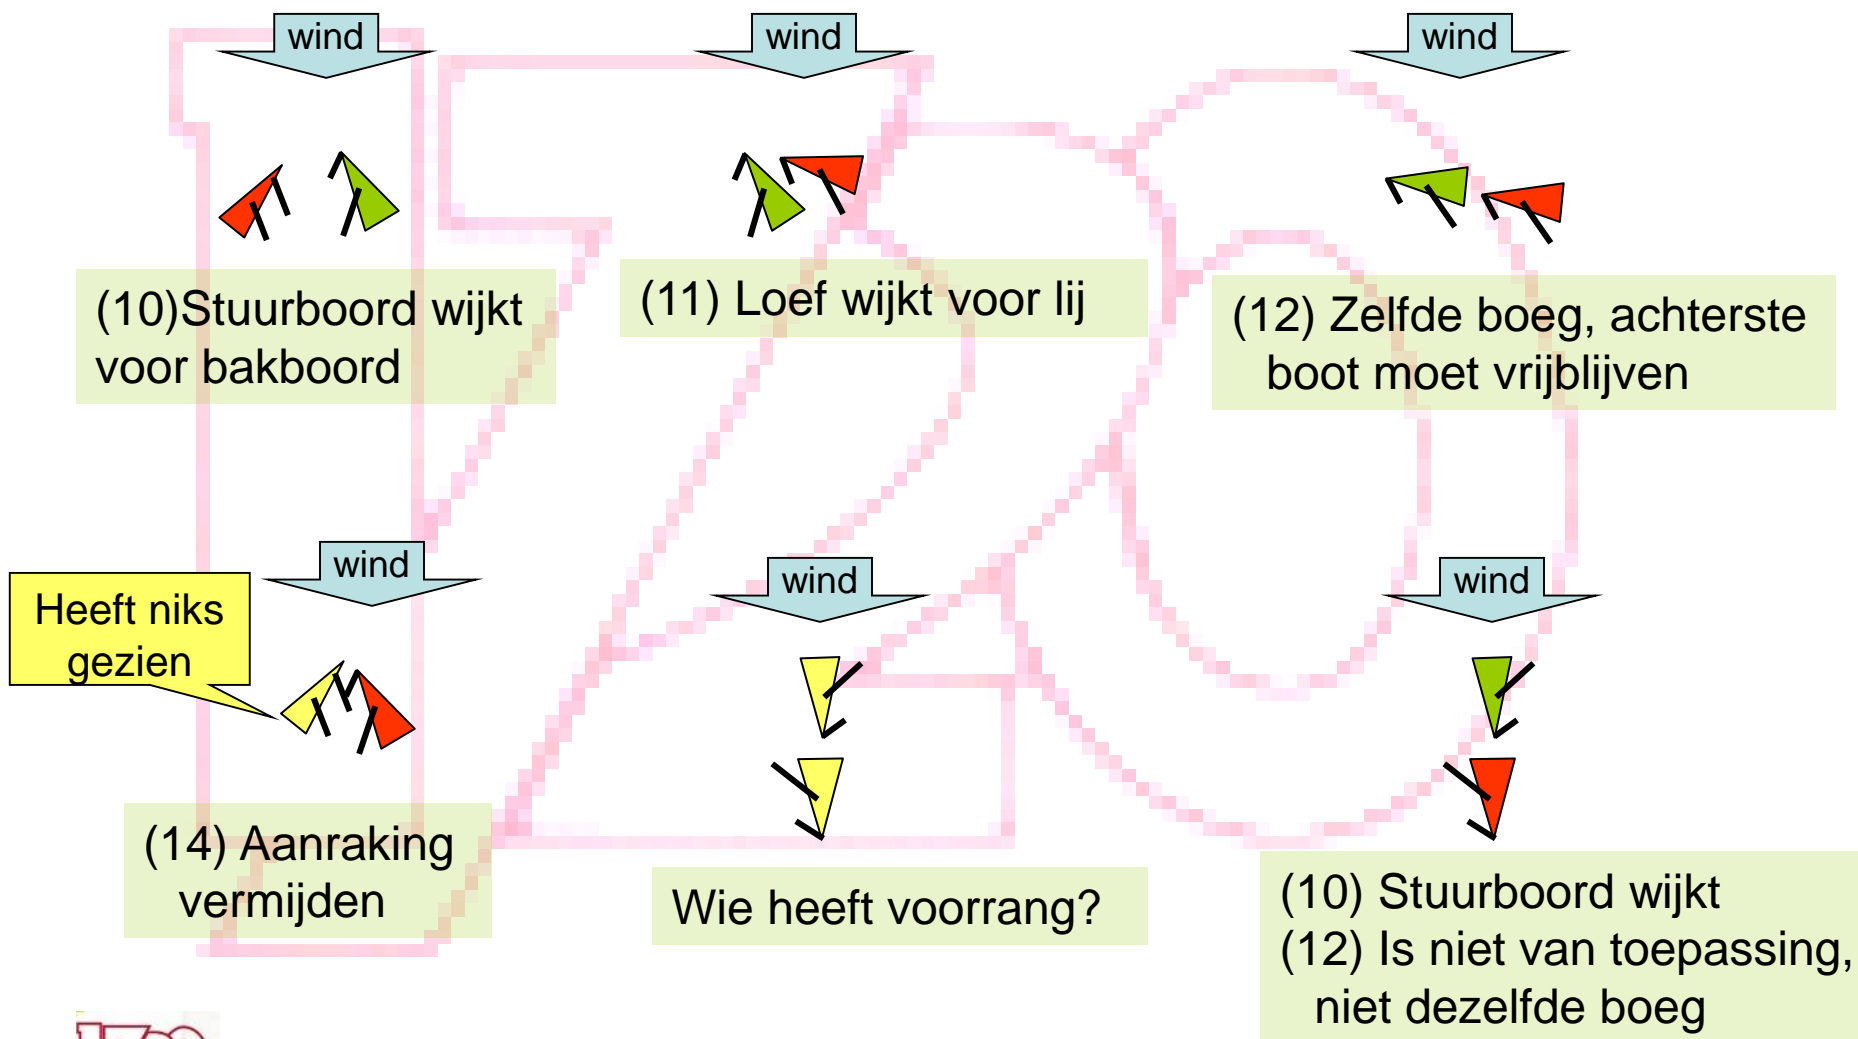 wind
wind
wind
(10)Stuurboord wijkt
voor bakboord
(11) Loef wijkt voor lij
(12) Zelfde boeg, achterste
boot moet vrijblijven
wind
wind
wind
Heeft niks
gezien
(14) Aanraking
vermijden
Wie heeft voorrang?
(10) Stuurboord wijkt
(12) Is niet van toepassing,
niet dezelfde boeg